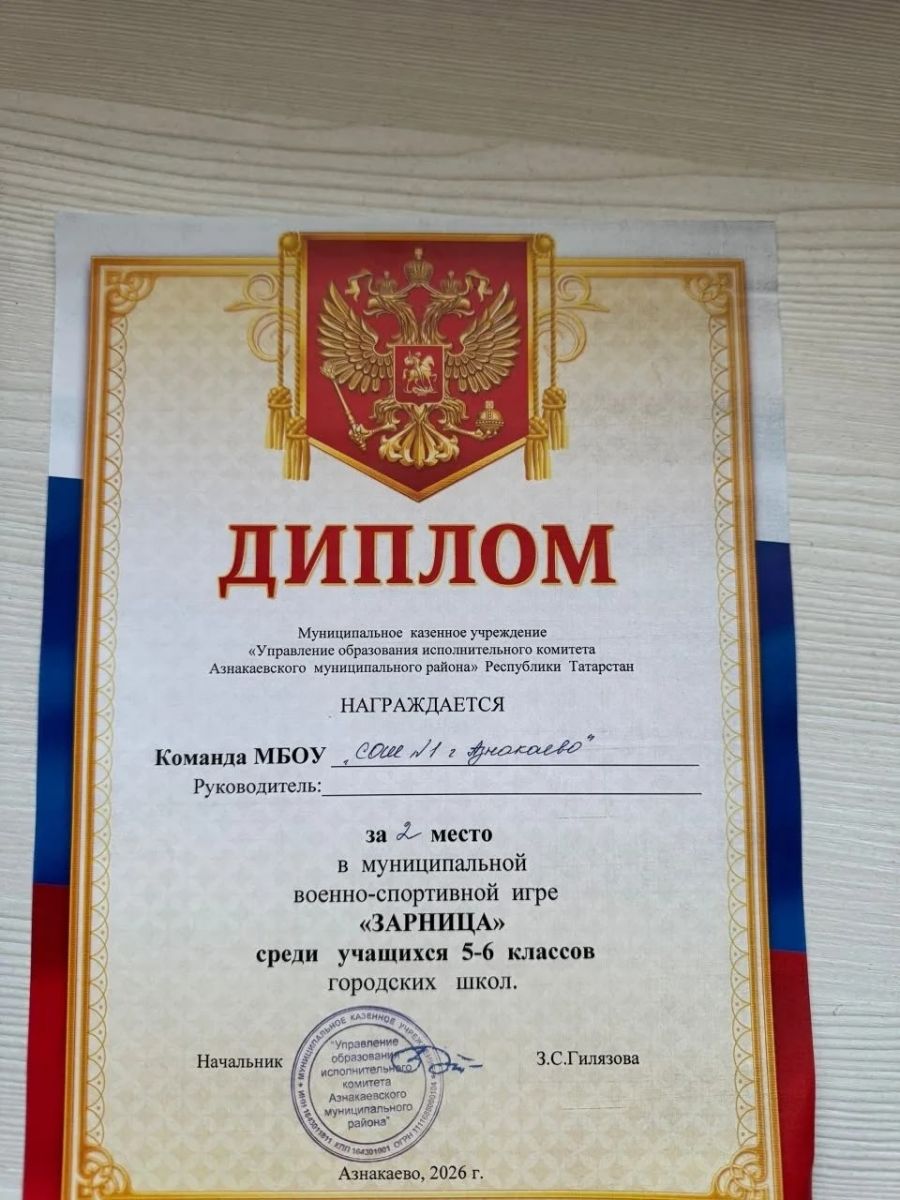 ДИПЛОМ
Муниципальное казенное учреждение
«Управление образования исполнительного комитета
Азнакаевского муниципального района» Республики Татарстан
НАГРАЖДАЕТСЯ
Команда МБОУ „СОШ №1 г Азнакаево"
Руководитель:
за 2 место
в муниципальной
военно-спортивной игре
«ЗАРНИЦА»
среди учащихся 5-6 классов
городских школ.
Начальник
З.С.Гилязова
МУНИЦИПАЛЬНОЕ КАЗЕННОЕ
"Управление
образования
исполнительного
комитета
Азнакаевского
муниципального
района"
Азнакаево, 2026 г.